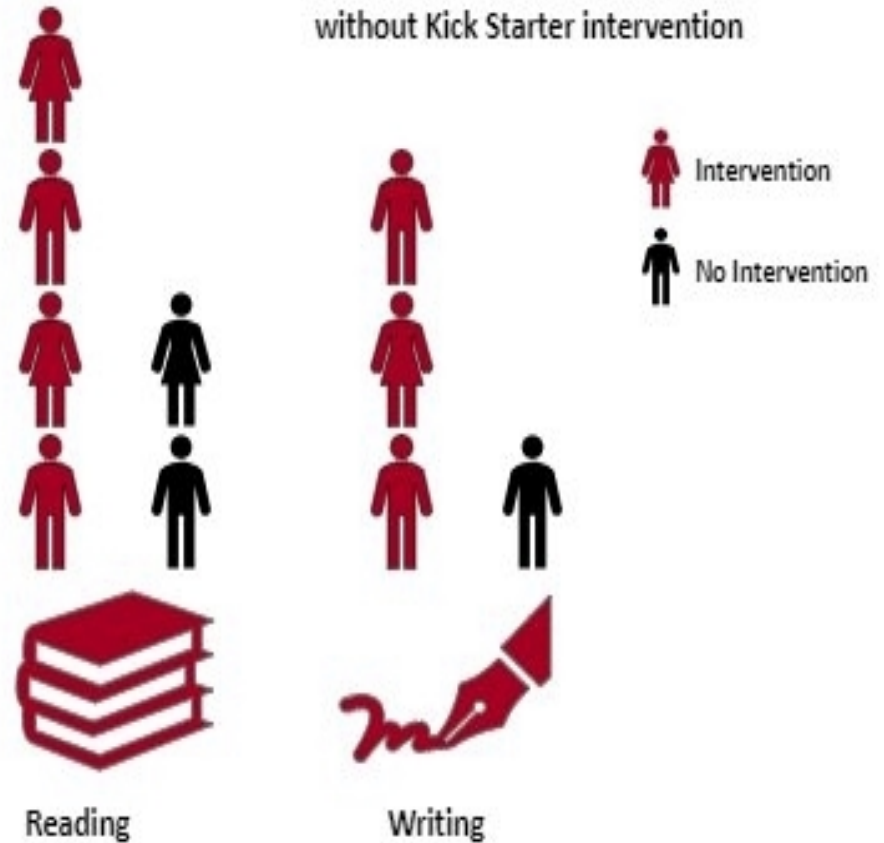 without Kick Starter intervention
Intervention
No Intervention
Reading
Writing